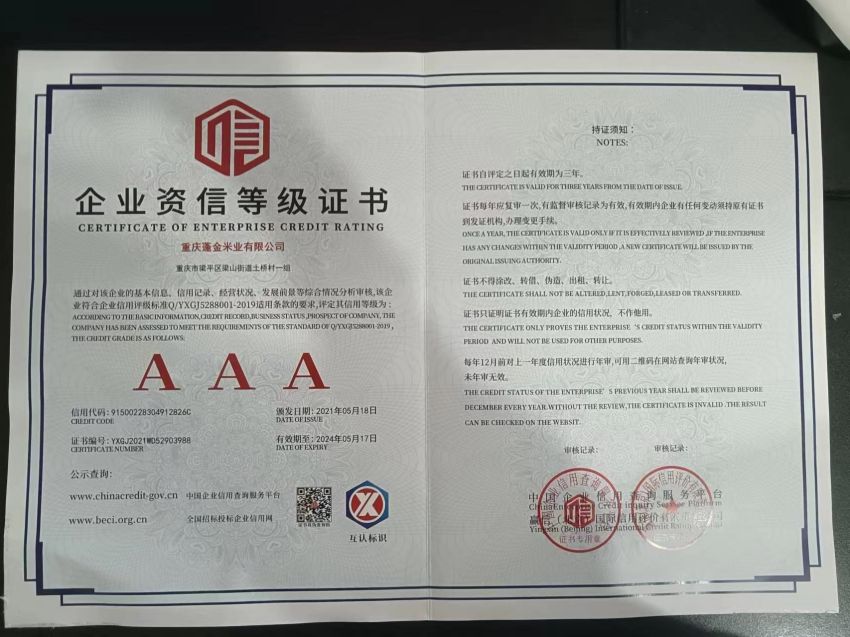 企业资信等级证书
CERTIFICATE OF ENTERPRISE CREDIT RATING
重庆蓬金米业有限公司
重庆市梁平区梁山街道土桥村一组
通过对该企业的基本信息、信用记录、经营状况、发展前景等综合情况分析审核,该企
业符合企业信用评级标准Q/YXGJ5288001-2019适用条款的要求,评定其信用等级为:
ACCORDING TO THE BASIC INFORMATION, CREDIT RECORD, BUSINESS STATUS ,PROSPECT OF COMPANY, THE
COMPANY HAS BEEN ASSESSED TO MEET THE REQUIREMENTS OF THE STANDARD OF Q/YXGJ5288001-2019 ,
THE CREDIT GRADE IS AS FOLLOWS:
A A A
信用代码: 91500228304912826C
CREDIT CODE
颁发日期: 2021年05月18日
DATE OF ISSUE
证书编号: YXGJ2021WD52903988
CERTIFICATE NUMBER
有效期至: 2024年05月17日
DATE OF EXPIRY
公示查询:
www.chinacredit-gov.cn 中国企业信用查询服务平台
www.beci.org.cn 全国招标投标企业信用网
互认标识
持证须知:
NOTES:
证书自评定之日起有效期为三年。
THE CERTIFICATE IS VALID FOR THREE YEARS FROM THE DATE OF ISSUE.
证书每年应复审一次,有监督审核记录为有效,有效期内企业有任何变动须持原有证书
到发证机构,办理变更手续。
ONCE A YEAR, THE CERTIFICATE IS VALID ONLY IF IT IS EFFECTIVELY REVIEWED ,IF THE ENTERPRISE
HAS ANY CHANGES WITHIN THE VALIDITY PERIOD ,A NEW CERTIFICATE WILL BE ISSUED BY THE
ORIGINAL ISSUING AUTHORITY.
证书不得涂改、转借、伪造、出租、转让。
THE CERTIFICATE SHALL NOT BE ALTERED,LENT,FORGED,LEASED OR TRANSFERRED.
证书只证明证书有效期内企业的信用状况、不作他用。
THE CERTIFICATE ONLY PROVES THE ENTERPRISE 'S CREDIT STATUS WITHIN THE VALIDITY
PERIOD AND WILL NOT BE USED FOR OTHER PURPOSES.
每年12月前对上一年度信用状况进行年审,可用二维码在网站查询年审状况,
未年审无效。
THE CREDIT STATUS OF THE ENTERPRISE'S PREVIOUS YEAR SHALL BE REVIEWED BEFORE
DECEMBER EVERY YEAR.WITHOUT THE REVIEW, THE CERTIFICATE IS INVALID .THE RESULT
CAN BE CHECKED ON THE WEBSIT.
审核记录: 审核记录:
中国企业信用查询服务平台
Credit inquiry Service Platform
国际信用评价有
Yingxin (Beijing) International Credit
证书专用章